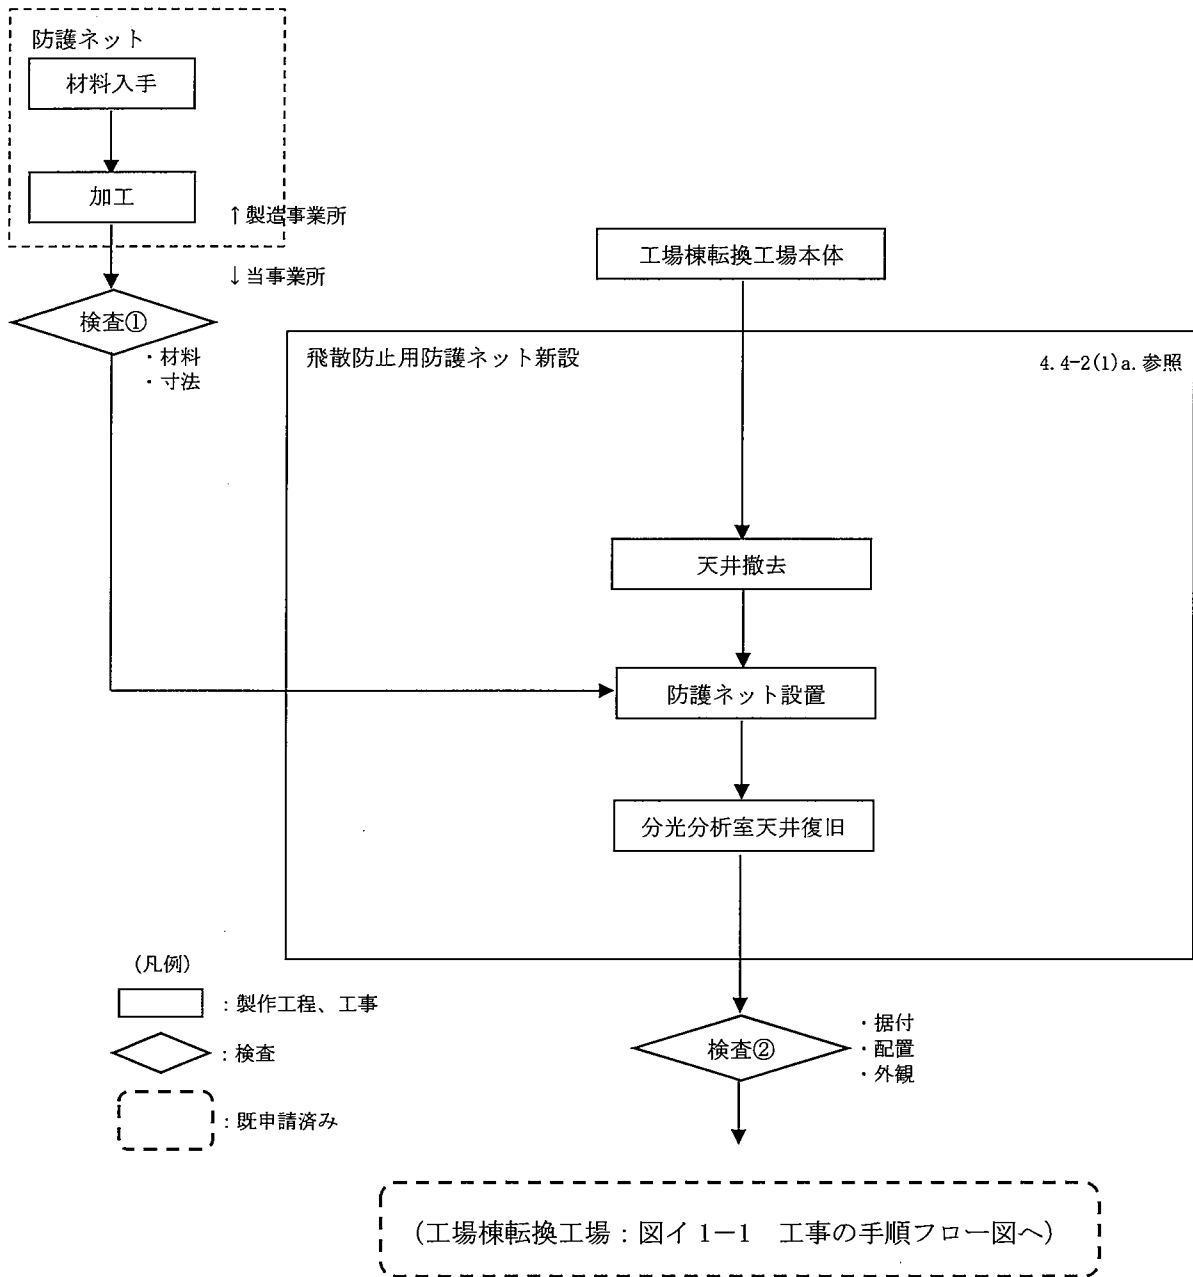 防護ネット
材料入手
加工
↑製造事業所
↓当事業所
検査①
・材料
・寸法
工場棟転換工場本体
飛散防止用防護ネット新設
4.4-2(1)a.参照
天井撤去
防護ネット設置
分光分析室天井復旧
検査②
・据付
・配置
・外観
(凡例)
：製作工程、工事
：検査
：既申請済み
(工場棟転換工場：図イ 1－1　工事の手順フロー図へ)